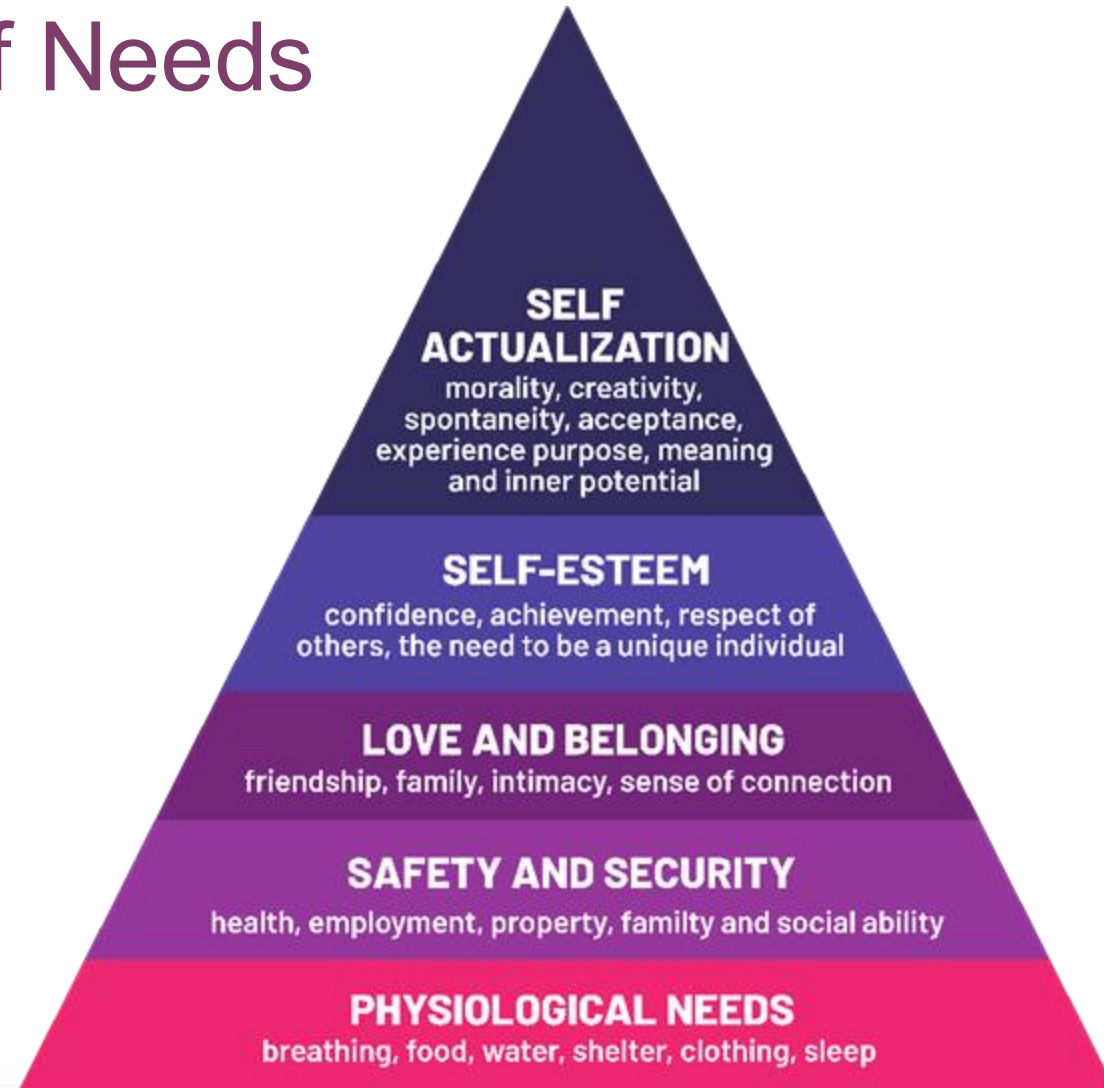 f Needs
SELF
ACTUALIZATION
morality, creativity,
spontaneity, acceptance,
experience purpose, meaning
and inner potential
SELF-ESTEEM
confidence, achievement, respect of
others, the need to be a unique individual
LOVE AND BELONGING
friendship, family, intimacy, sense of connection
SAFETY AND SECURITY
health, employment, property, familty and social ability
PHYSIOLOGICAL NEEDS
breathing, food, water, shelter, clothing, sleep